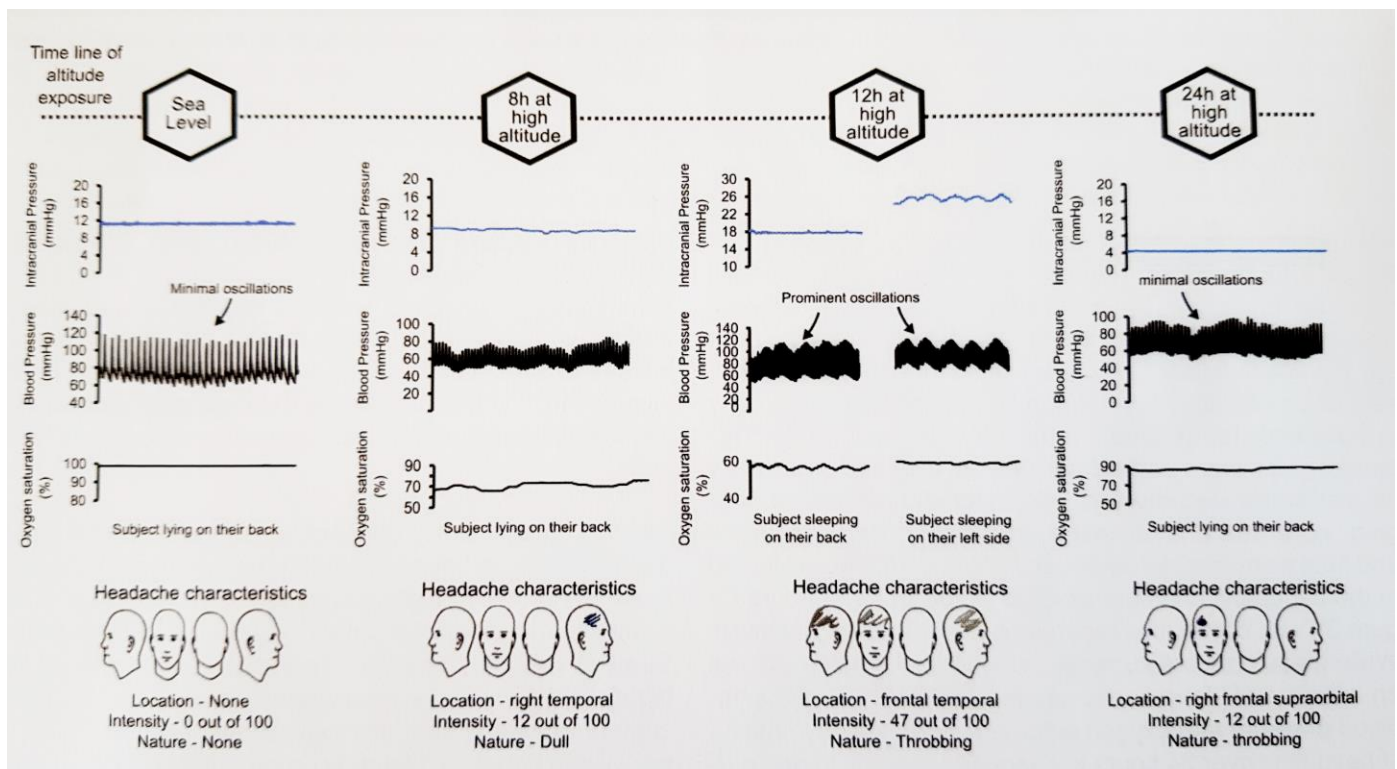 Time line of
altitude
exposure
Sea
Level
8h at
high
altitude
12h at
high
altitude
24h at
high
altitude
Intracranial Pressure
(mmHg)
20
16
12
8
4
0
Intracranial Pressure
(mmHg)
20
16
12
8
4
0
Intracranial Pressure
(mmHg)
30
26
22
18
14
10
Intracranial Pressure
(mmHg)
20
16
12
8
4
0
Minimal oscillations
Prominent oscillations
minimal oscillations
Blood Pressure
(mmHg)
140
120
100
80
60
40
Blood Pressure
(mmHg)
100
80
60
40
20
Blood Pressure
(mmHg)
140
120
100
80
60
40
20
0
Blood Pressure
(mmHg)
100
80
60
40
20
0
Oxygen saturation
(%)
100
90
80
Oxygen saturation
(%)
90
70
50
Oxygen saturation
(%)
60
40
Oxygen saturation
(%)
90
70
50
Subject lying on their back
Subject lying on their back
Subject sleeping
on their back
Subject sleeping
on their left side
Subject lying on their back
Headache characteristics
Location - None
Intensity - 0 out of 100
Nature - None
Headache characteristics
Location - right temporal
Intensity - 12 out of 100
Nature - Dull
Headache characteristics
Location - frontal temporal
Intensity - 47 out of 100
Nature - Throbbing
Headache characteristics
Location - right frontal supraorbital
Intensity - 12 out of 100
Nature - throbbing